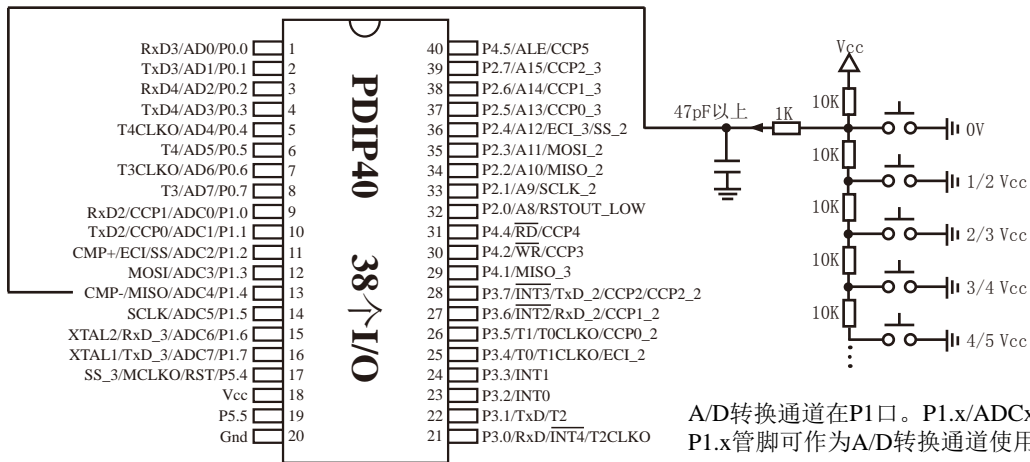 RxD3/AD0/P0.0 1
TxD3/AD1/P0.1 2
RxD4/AD2/P0.2 3
TxD4/AD3/P0.3 4
T4CLKO/AD4/P0.4 5
T4/AD5/P0.5 6
T3CLKO/AD6/P0.6 7
T3/AD7/P0.7 8
RxD2/CCP1/ADC0/P1.0 9
TxD2/CCP0/ADC1/P1.1 10
CMP+/ECI/SS/ADC2/P1.2 11
MOSI/ADC3/P1.3 12
CMP-/MISO/ADC4/P1.4 13
SCLK/ADC5/P1.5 14
XTAL2/RxD_3/ADC6/P1.6 15
XTAL1/TxD_3/ADC7/P1.7 16
SS_3/MCLKO/RST/P5.4 17
Vcc 18
P5.5 19
Gnd 20
PDIP40 38个I/O
40 P4.5/ALE/CCP5
39 P2.7/A15/CCP2_3
38 P2.6/A14/CCP1_3
37 P2.5/A13/CCP0_3
36 P2.4/A12/ECI_3/SS_2
35 P2.3/A11/MOSI_2
34 P2.2/A10/MISO_2
33 P2.1/A9/SCLK_2
32 P2.0/A8/RSTOUT_LOW
31 P4.4/RD/CCP4
30 P4.2/WR/CCP3
29 P4.1/MISO_3
28 P3.7/INT3/TxD_2/CCP2/CCP2_2
27 P3.6/INT2/RxD_2/CCP1_2
26 P3.5/T1/T0CLKO/CCP0_2
25 P3.4/T0/T1CLKO/ECI_2
24 P3.3/INT1
23 P3.2/INT0
22 P3.1/TxD/T2
21 P3.0/RxD/INT4/T2CLKO
47pF以上
1K
Vcc
10K
0V
10K
1/2 Vcc
10K
2/3 Vcc
10K
3/4 Vcc
10K
4/5 Vcc
A/D转换通道在P1口。P1.x/ADCx
P1.x管脚可作为A/D转换通道使用